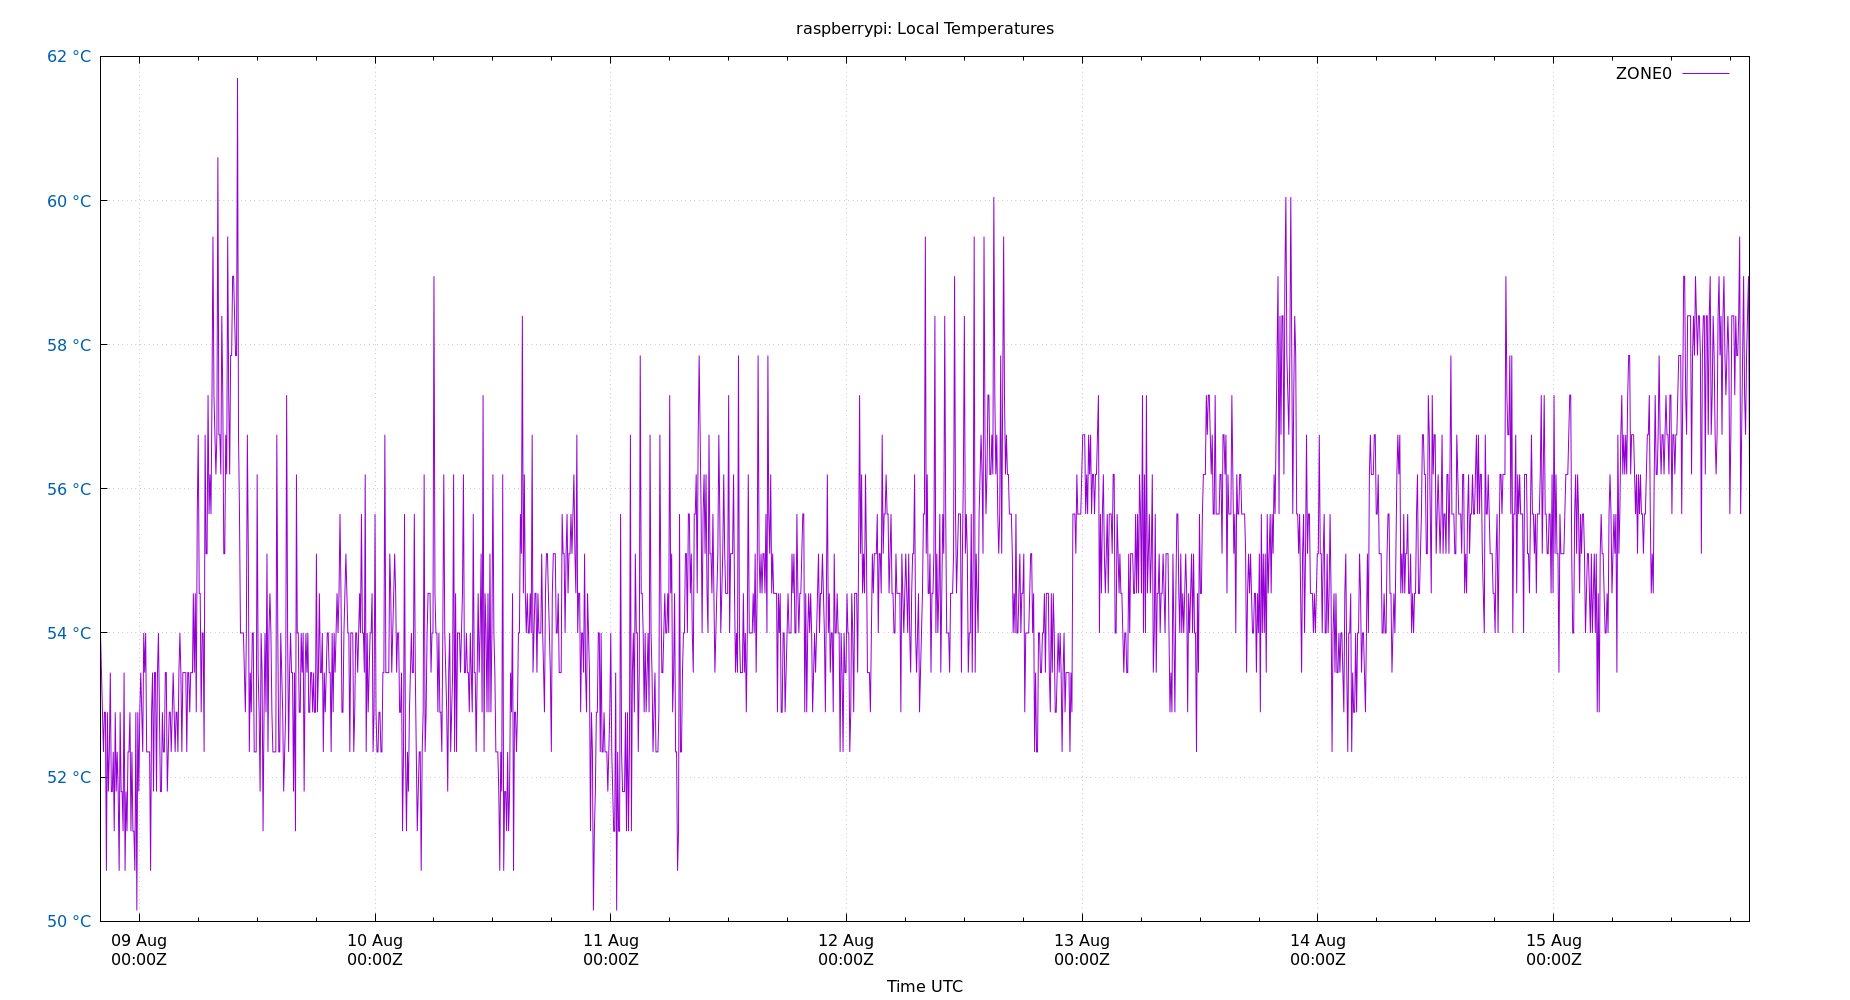 raspberrypi: Local Temperatures
62 °C
ZONE0
60 °C
58 °C
56 °C
54 °C
52 °C
50 °C
09 Aug 10 Aug 11 Aug 12 Aug 13 Aug 14 Aug 15 Aug
00:00Z 00:00Z 00:00Z 00:00Z 00:00Z 00:00Z 00:00Z
Time UTC